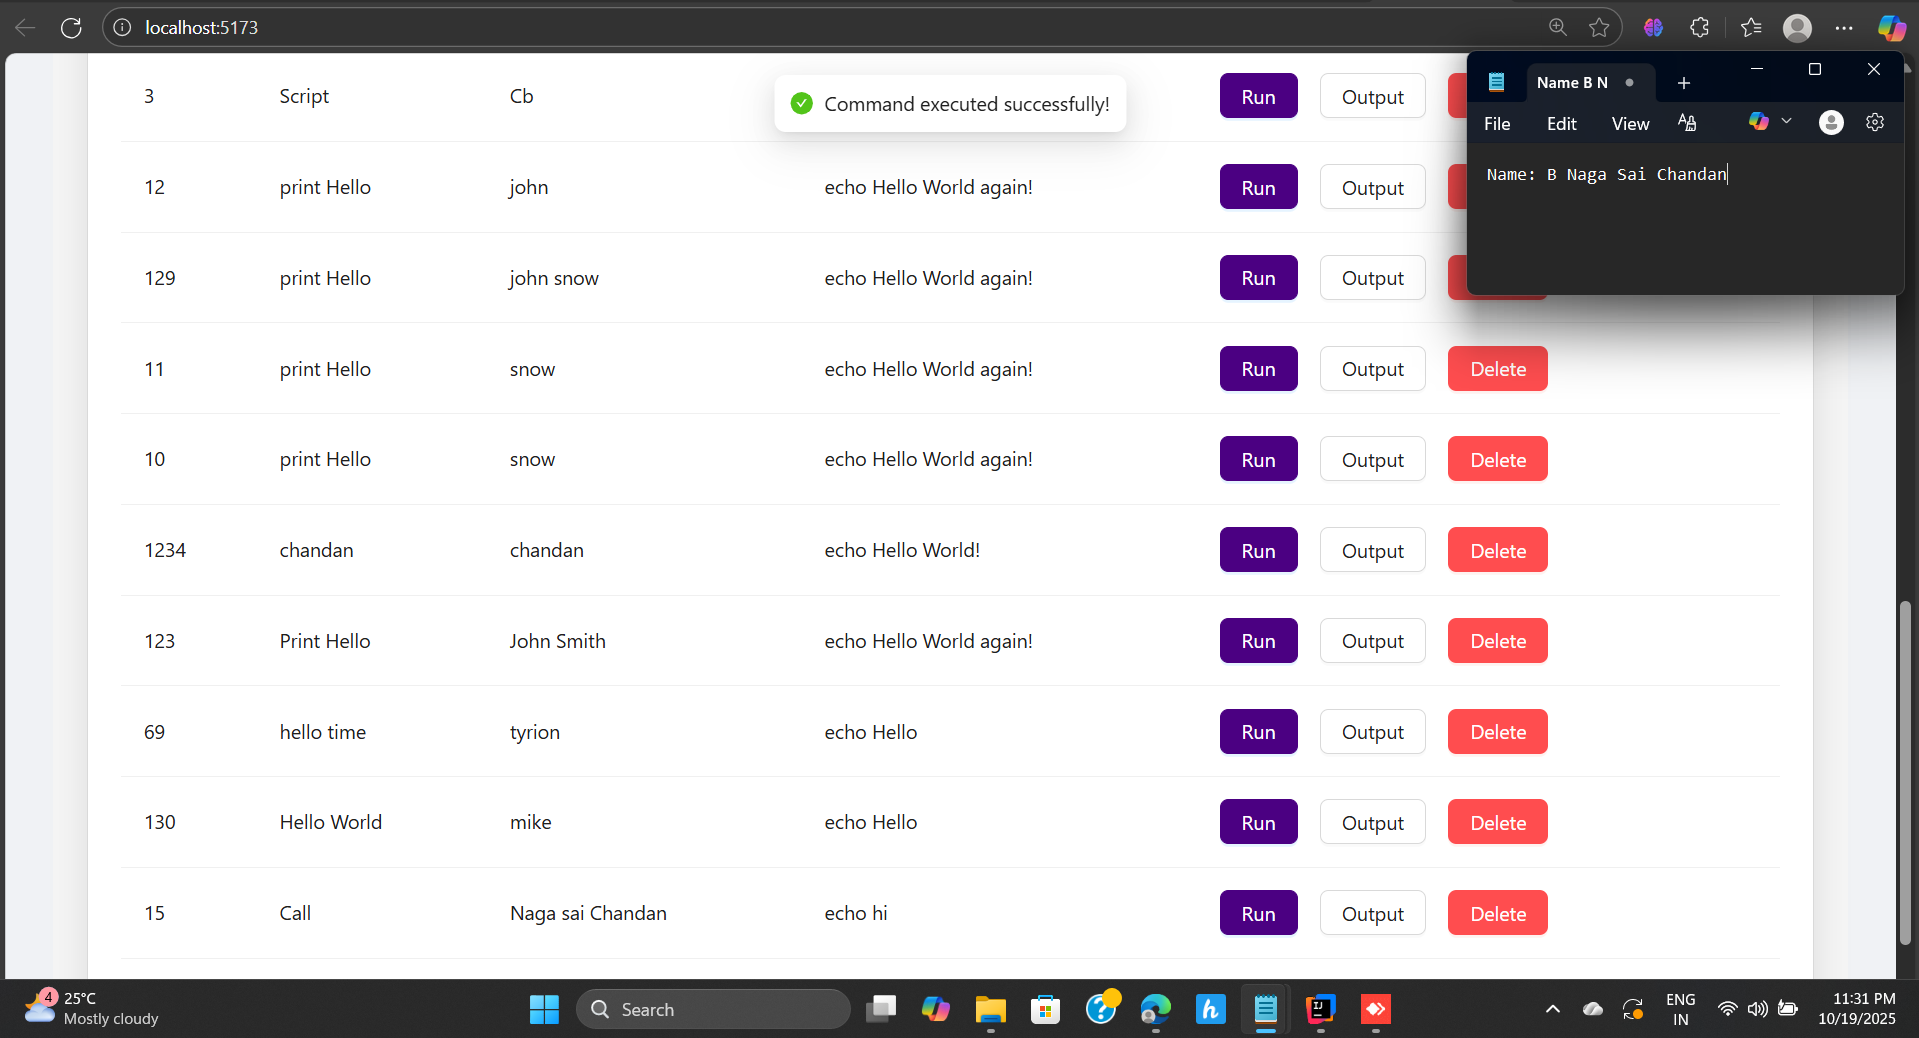 localhost:5173
3 Script Cb Run Output
Command executed successfully!
Name B N
File Edit View
Name: B Naga Sai Chandan
12 print Hello john echo Hello World again! Run Output
129 print Hello john snow echo Hello World again! Run Output
11 print Hello snow echo Hello World again! Run Output Delete
10 print Hello snow echo Hello World again! Run Output Delete
1234 chandan chandan echo Hello World! Run Output Delete
123 Print Hello John Smith echo Hello World again! Run Output Delete
69 hello time tyrion echo Hello Run Output Delete
130 Hello World mike echo Hello Run Output Delete
15 Call Naga sai Chandan echo hi Run Output Delete
4
25°C
Mostly cloudy
Search
h
IJ
ENG
IN
11:31 PM
10/19/2025